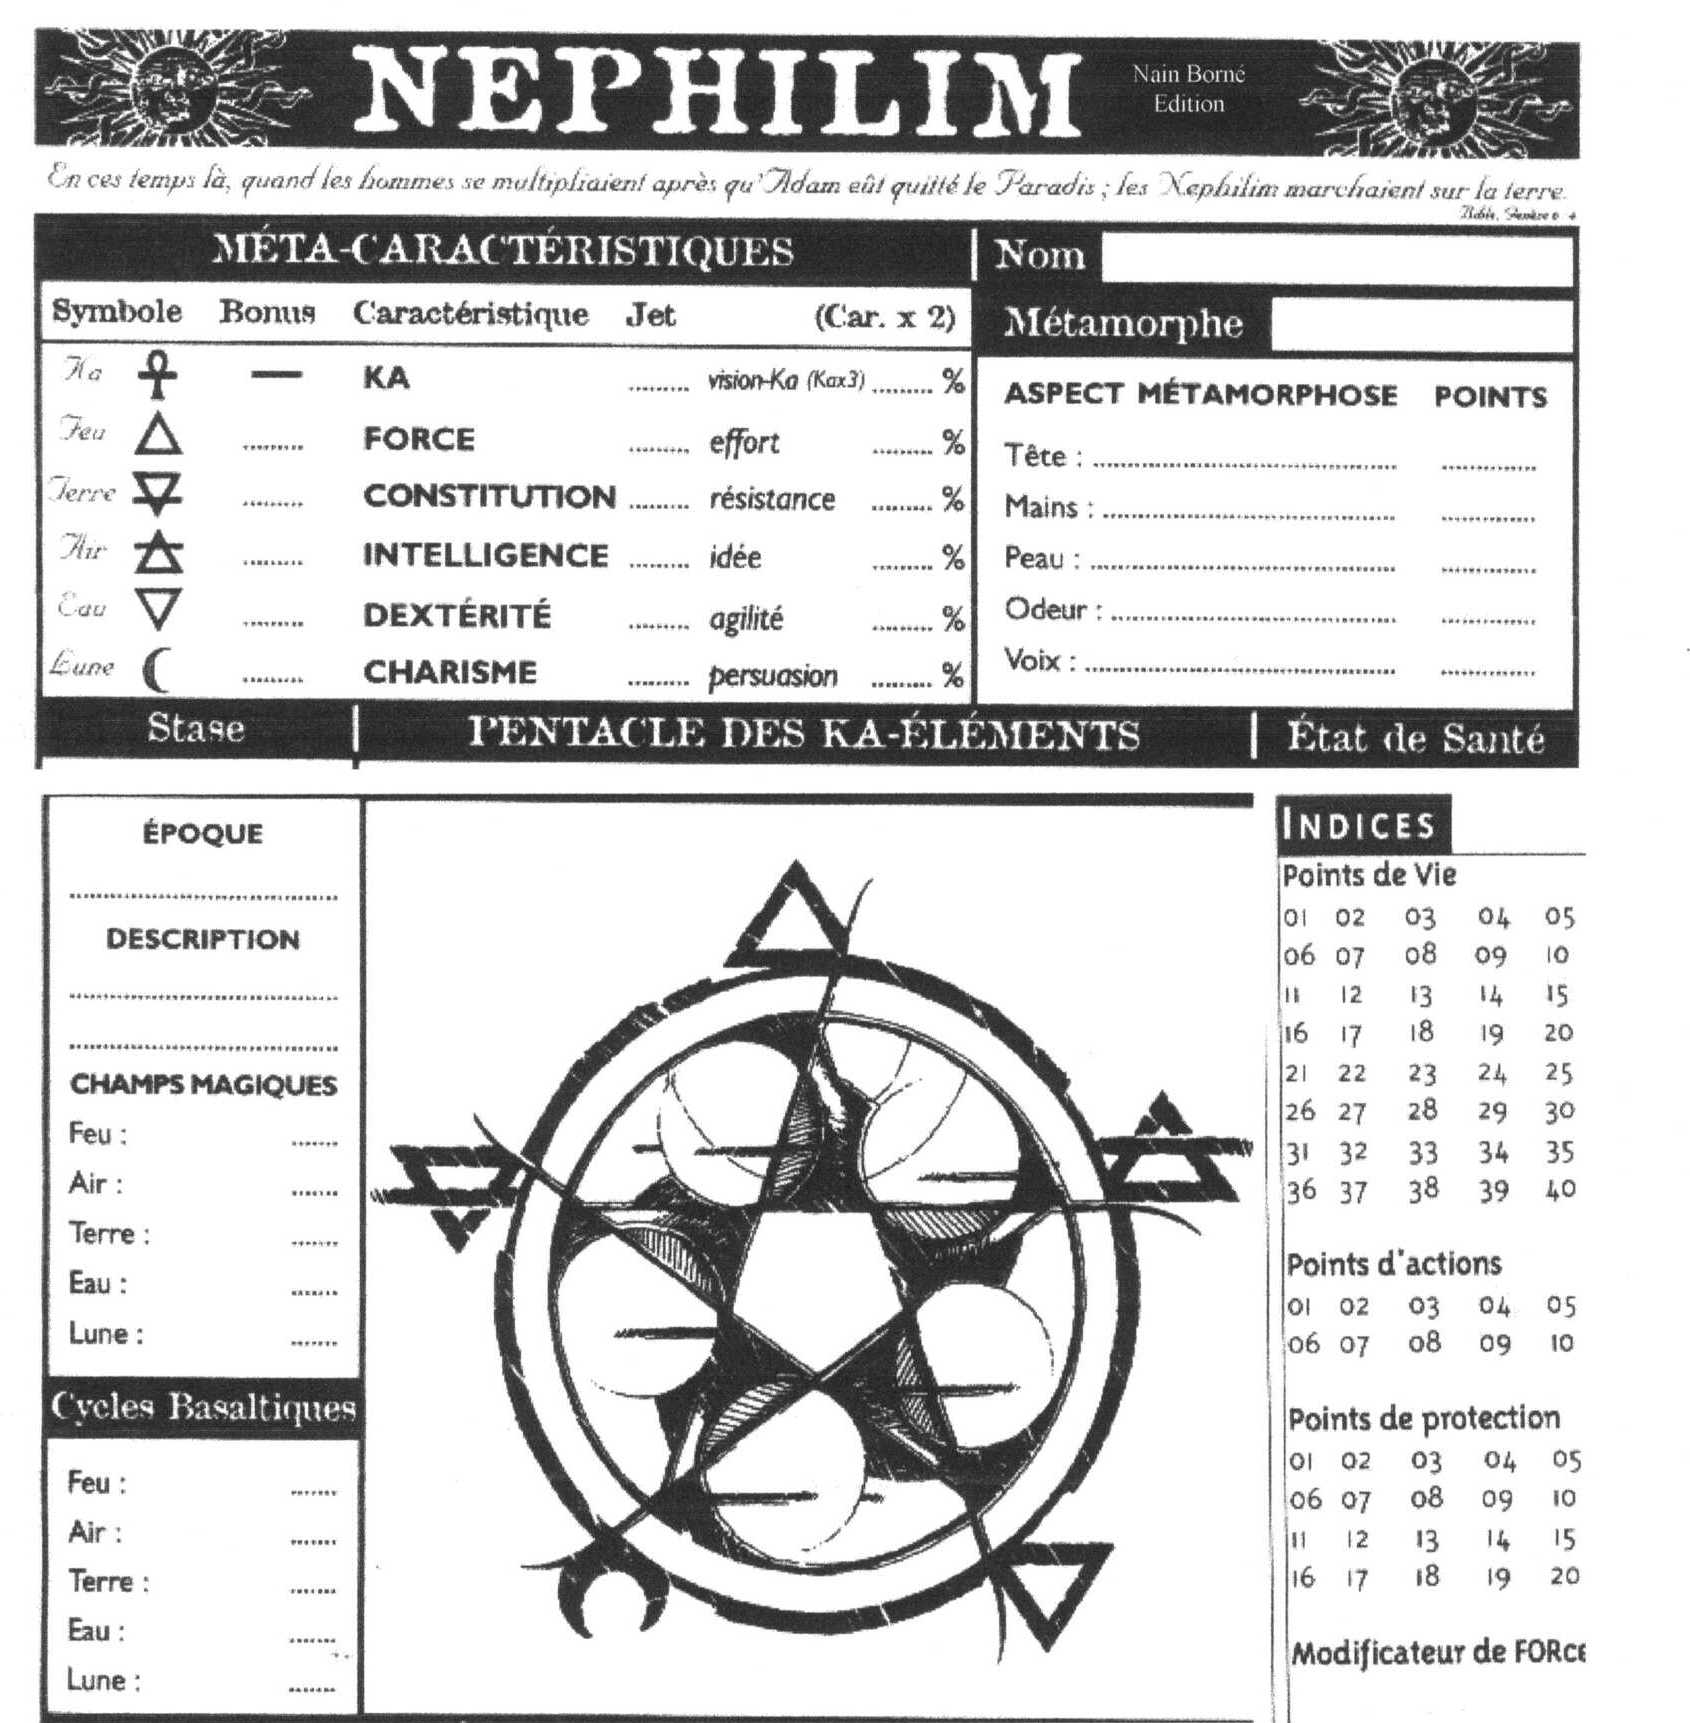 NEPHILIM
Nain Borné
Edition
En ces temps là, quand les hommes se multipliaient après qu'Adam eût quitté le Paradis ; les Nephilim marchaient sur la terre.
Bible, Genèse 6 4
MÉTA-CARACTÉRISTIQUES
Symbole Bonus Caractéristique Jet (Car. x 2)
Ka — KA ......... vision-Ka (Kax3) ......... %
Feu ......... FORCE ......... effort ......... %
Terre ......... CONSTITUTION ......... résistance ......... %
Air ......... INTELLIGENCE ......... idée ......... %
Eau ......... DEXTÉRITÉ ......... agilité ......... %
Lune ......... CHARISME ......... persuasion ......... %
Nom
Métamorphe
ASPECT MÉTAMORPHOSE POINTS
Tête :
Mains :
Peau :
Odeur :
Voix :
Stase
PENTACLE DES KA-ÉLÉMENTS
État de Santé
ÉPOQUE
DESCRIPTION
CHAMPS MAGIQUES
Feu :
Air :
Terre :
Eau :
Lune :
Cycles Basaltiques
Feu :
Air :
Terre :
Eau :
Lune :
INDICES
Points de Vie
01 02 03 04 05
06 07 08 09 10
11 12 13 14 15
16 17 18 19 20
21 22 23 24 25
26 27 28 29 30
31 32 33 34 35
36 37 38 39 40
Points d'actions
01 02 03 04 05
06 07 08 09 10
Points de protection
01 02 03 04 05
06 07 08 09 10
11 12 13 14 15
16 17 18 19 20
Modificateur de FORce